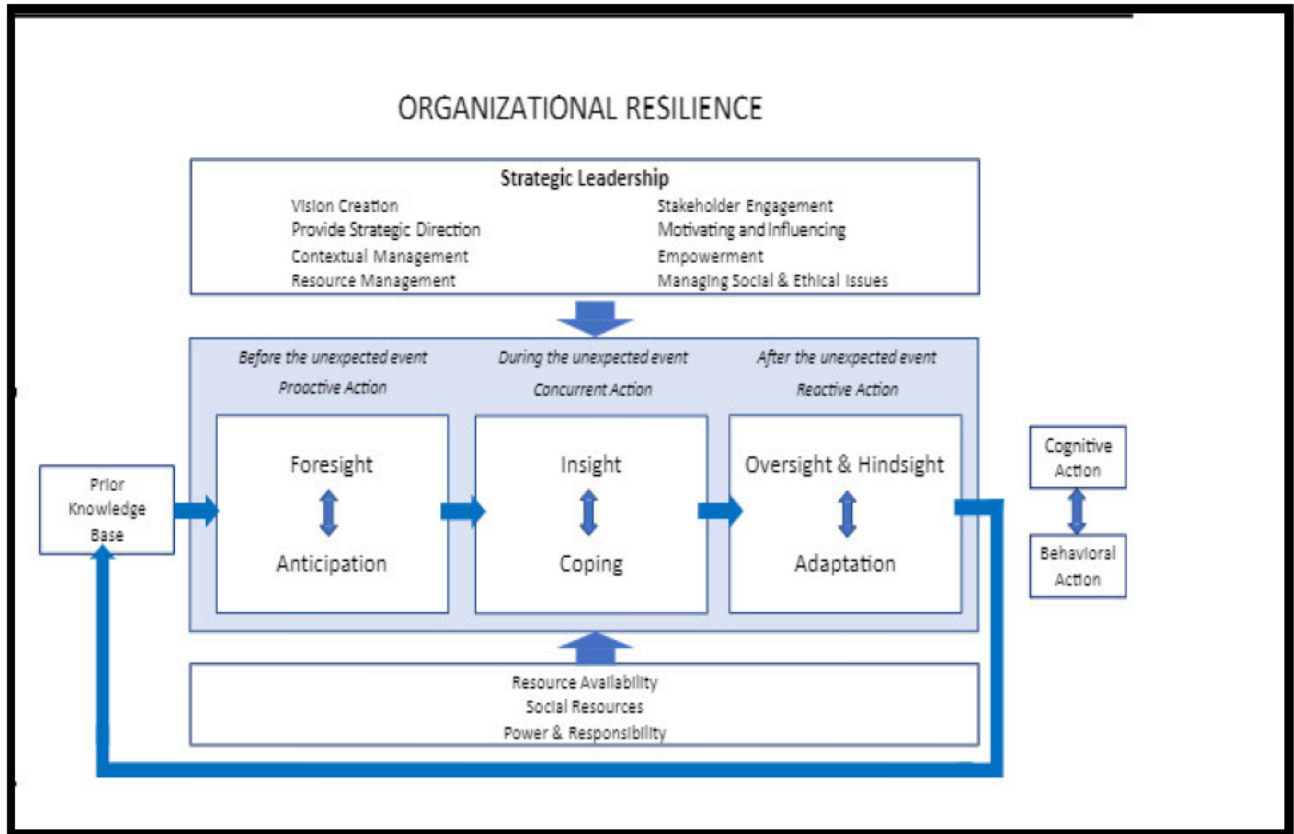 ORGANIZATIONAL RESILIENCE
Strategic Leadership
Vision Creation
Provide Strategic Direction
Contextual Management
Resource Management
Stakeholder Engagement
Motivating and Influencing
Empowerment
Managing Social & Ethical Issues
Before the unexpected event
Proactive Action
During the unexpected event
Concurrent Action
After the unexpected event
Reactive Action
Prior
Knowledge
Base
Foresight
Anticipation
Insight
Coping
Oversight & Hindsight
Adaptation
Cognitive
Action
Behavioral
Action
Resource Availability
Social Resources
Power & Responsibility